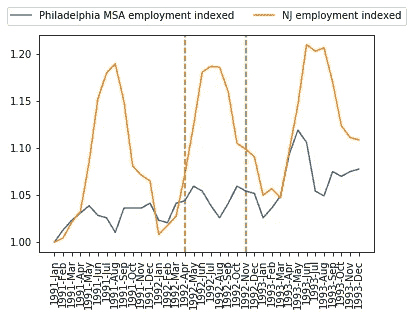 Philadelphia MSA employment indexed
NJ employment indexed
1.20
1.15
1.10
1.05
1.00
1991-Jan
1991-Feb
1991-Mar
1991-Apr
1991-May
1991-Jun
1991-Jul
1991-Aug
1991-Sep
1991-Oct
1991-Nov
1991-Dec
1992-Jan
1992-Feb
1992-Mar
1992-Apr
1992-May
1992-Jun
1992-Jul
1992-Aug
1992-Sep
1992-Oct
1992-Nov
1992-Dec
1993-Jan
1993-Feb
1993-Mar
1993-Apr
1993-May
1993-Jun
1993-Jul
1993-Aug
1993-Sep
1993-Oct
1993-Nov
1993-Dec